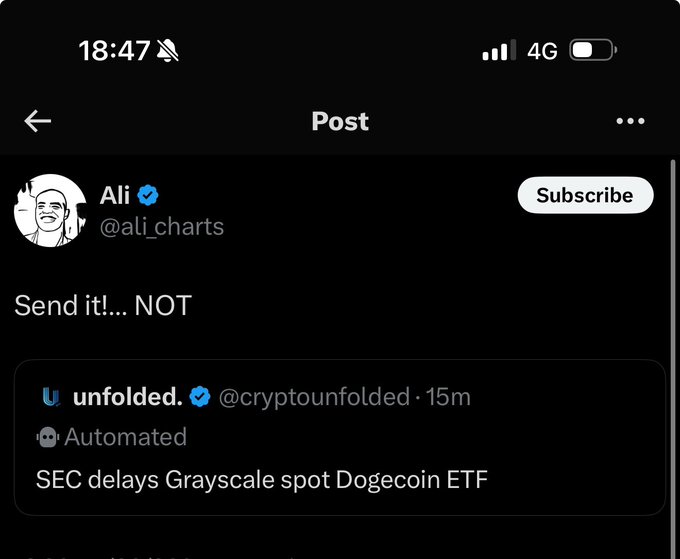 18:47 4G
Post
Ali
Subscribe
@ali_charts
Send it!... NOT
unfolded. @cryptounfolded · 15m
Automated
SEC delays Grayscale spot Dogecoin ETF